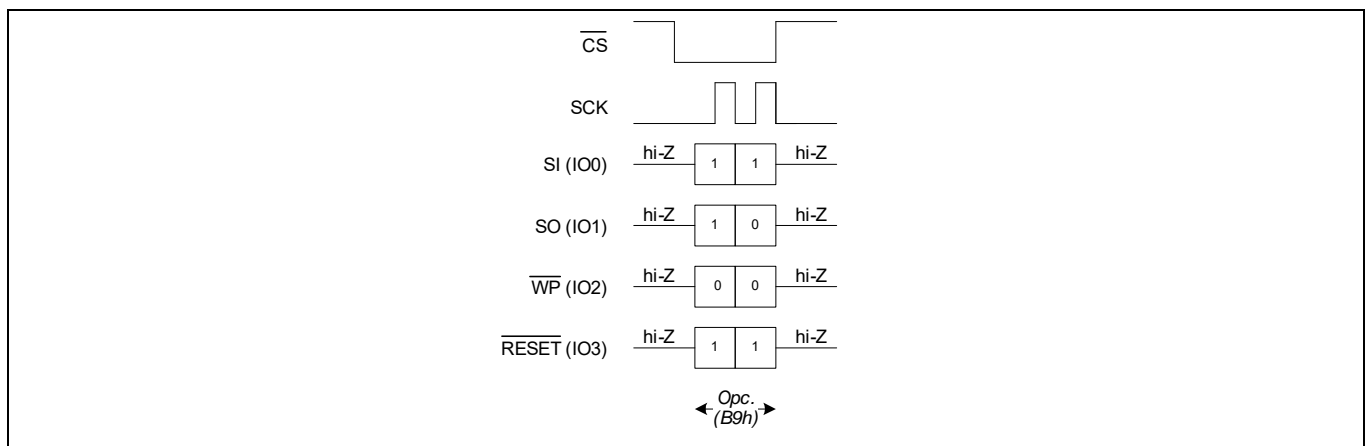 CS
SCK
SI (IO0) hi-Z 1 1 hi-Z
SO (IO1) hi-Z 1 0 hi-Z
WP (IO2) hi-Z 0 0 hi-Z
RESET (IO3) hi-Z 1 1 hi-Z
Opc.
(B9h)